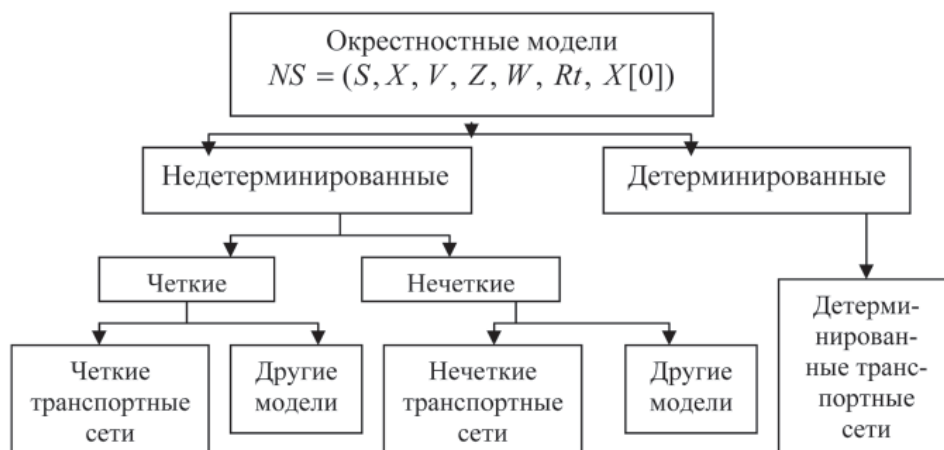 Окрестностные модели
NS = (S, X, V, Z, W, Rt, X[0])
Недетерминированные
Детерминированные
Четкие
Нечеткие
Четкие
транспортные
сети
Другие
модели
Нечеткие
транспортные
сети
Другие
модели
Детерми-
нирован-
ные транс-
портные
сети